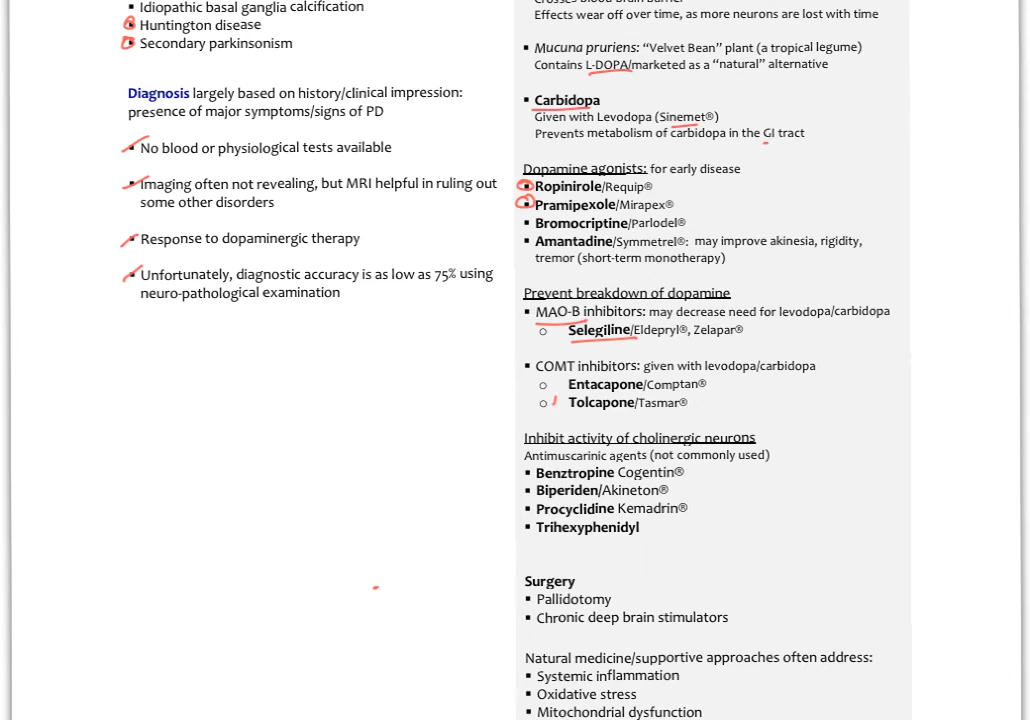 Idiopathic basal ganglia calcification
Huntington disease
Secondary parkinsonism
Diagnosis largely based on history/clinical impression:
presence of major symptoms/signs of PD
No blood or physiological tests available
Imaging often not revealing, but MRI helpful in ruling out
some other disorders
Response to dopaminergic therapy
Unfortunately, diagnostic accuracy is as low as 75% using
neuro-pathological examination
Crosses blood brain barrier
Effects wear off over time, as more neurons are lost with time
Mucuna pruriens: “Velvet Bean” plant (a tropical legume)
Contains L-DOPA/marketed as a “natural” alternative
Carbidopa
Given with Levodopa (Sinemet®)
Prevents metabolism of carbidopa in the GI tract
Dopamine agonists: for early disease
Ropinirole/Requip®
Pramipexole/Mirapex®
Bromocriptine/Parlodel®
Amantadine/Symmetrel®: may improve akinesia, rigidity,
tremor (short-term monotherapy)
Prevent breakdown of dopamine
MAO-B inhibitors: may decrease need for levodopa/carbidopa
Selegiline/Eldepryl®, Zelapar®
COMT inhibitors: given with levodopa/carbidopa
Entacapone/Comptan®
Tolcapone/Tasmar®
Inhibit activity of cholinergic neurons
Antimuscarinic agents (not commonly used)
Benztropine Cogentin®
Biperiden/Akineton®
Procyclidine Kemadrin®
Trihexyphenidyl
Surgery
Pallidotomy
Chronic deep brain stimulators
Natural medicine/supportive approaches often address:
Systemic inflammation
Oxidative stress
Mitochondrial dysfunction